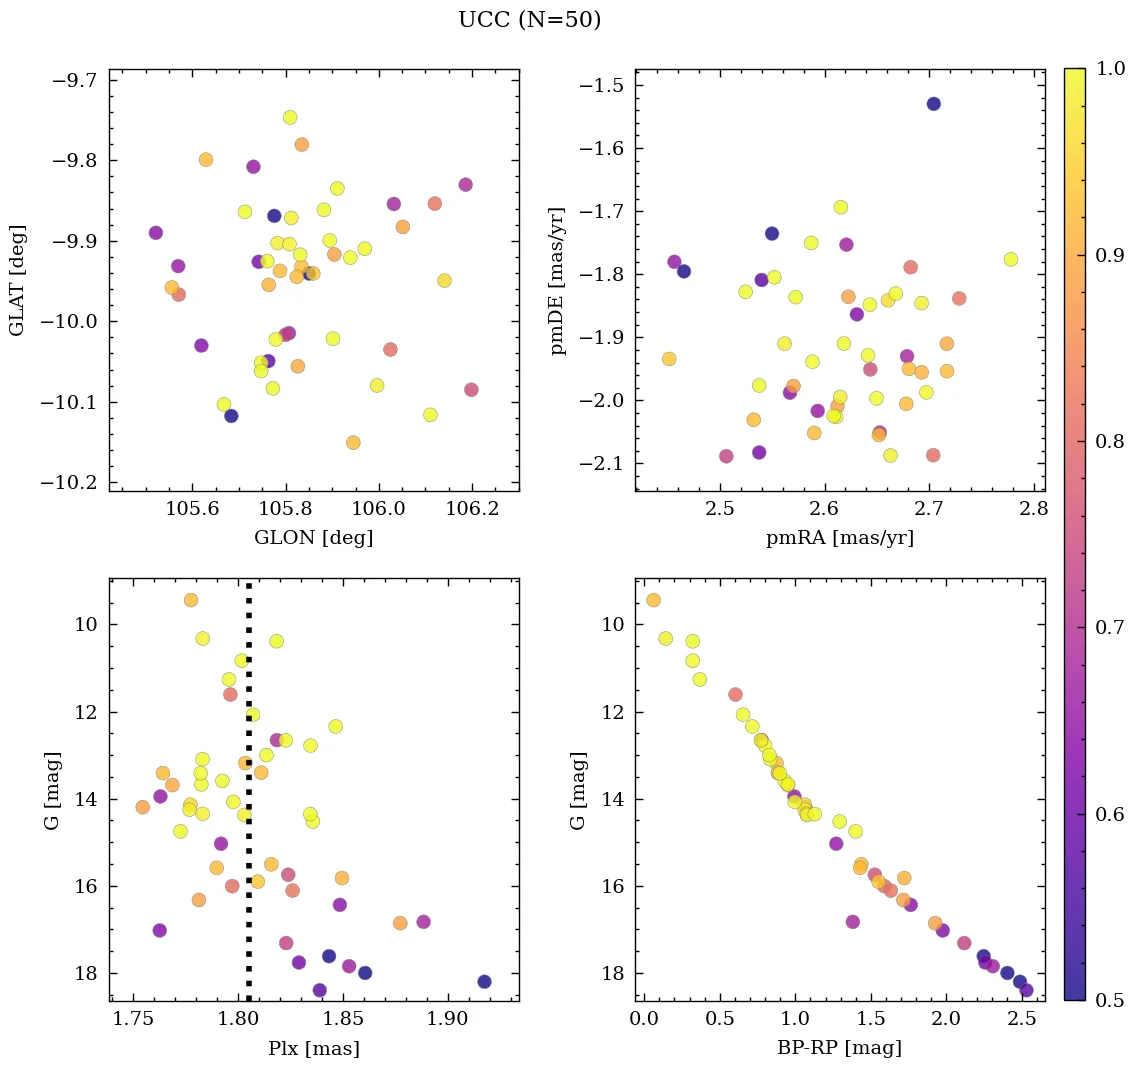 UCC (N=50)
−9.7
−9.8
−9.9
−10.0
−10.1
−10.2
GLAT [deg]
105.6 105.8 106.0 106.2
GLON [deg]
−1.5
−1.6
−1.7
−1.8
−1.9
−2.0
−2.1
pmDE [mas/yr]
2.5 2.6 2.7 2.8
pmRA [mas/yr]
10
12
14
16
18
G [mag]
1.75 1.80 1.85 1.90
Plx [mas]
10
12
14
16
18
G [mag]
0.0 0.5 1.0 1.5 2.0 2.5
BP-RP [mag]
1.0
0.9
0.8
0.7
0.6
0.5